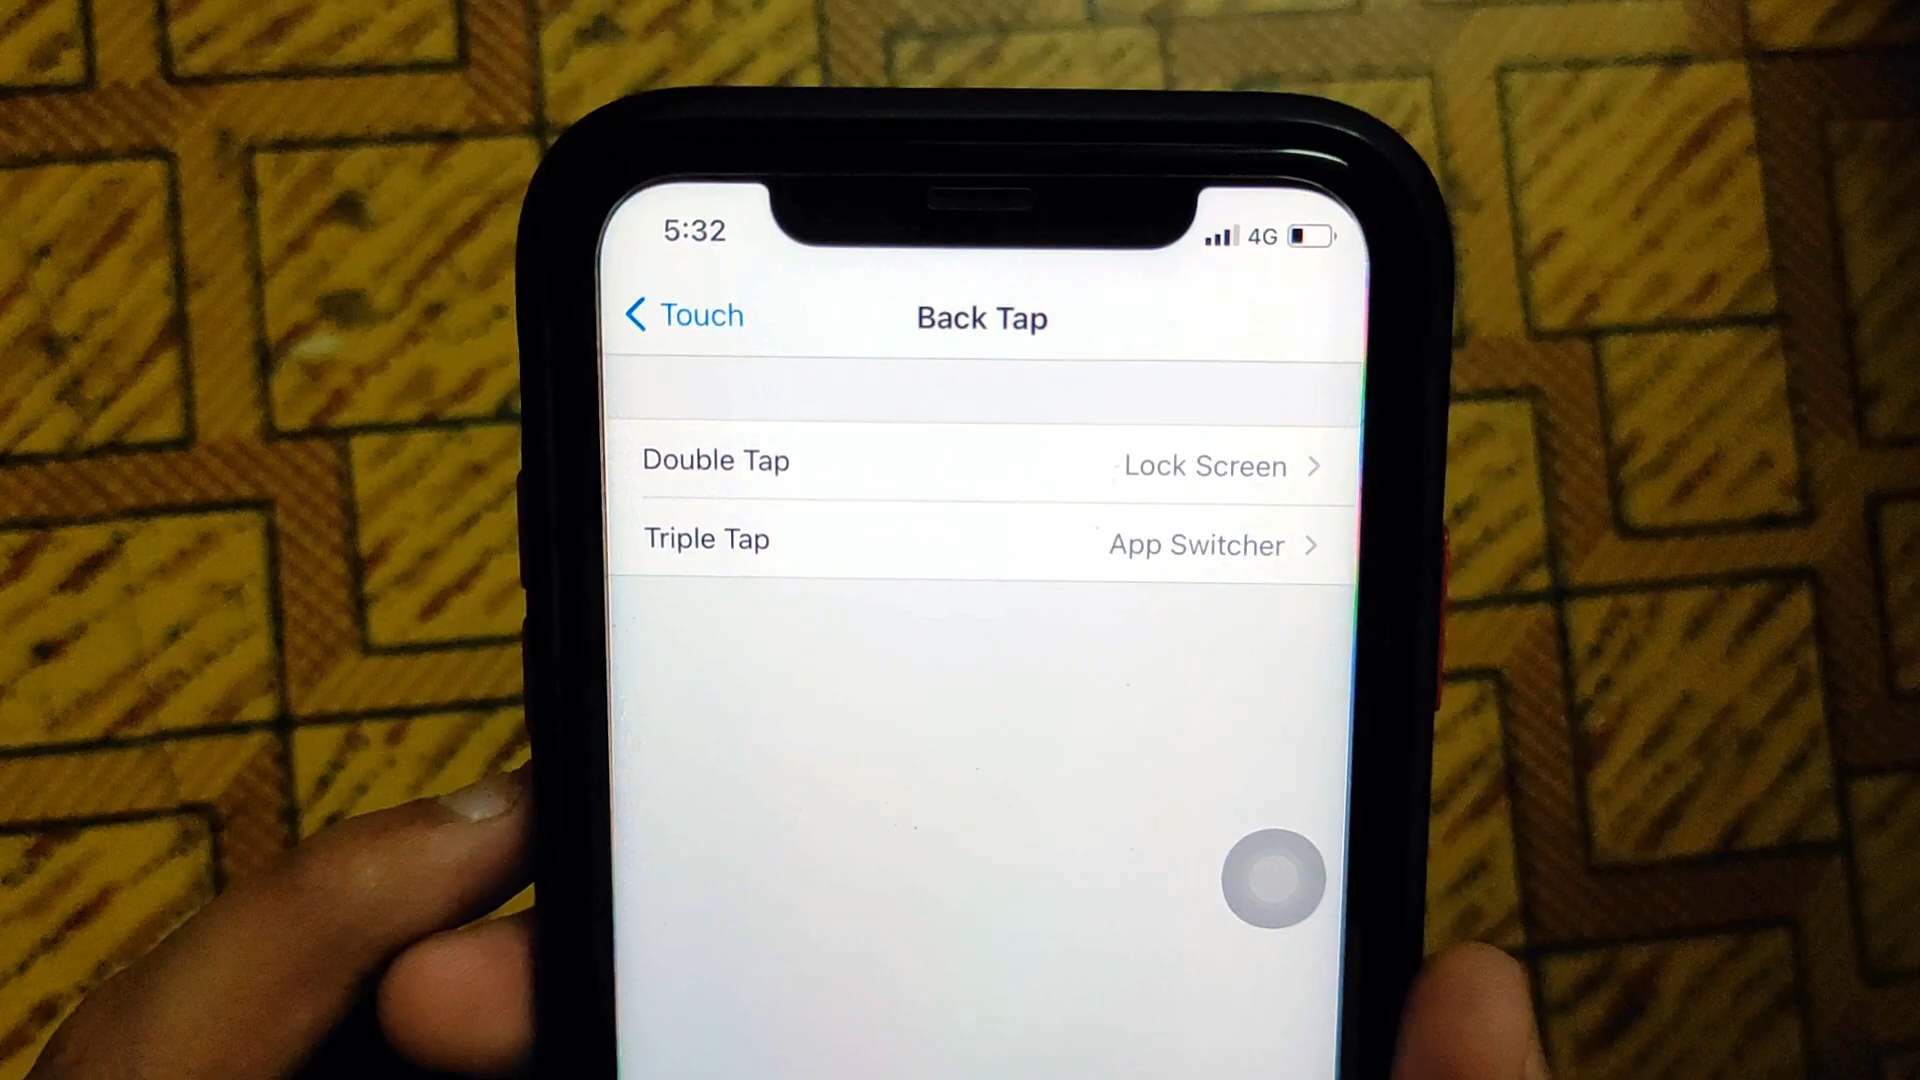 5:32
4G
Touch
Back Tap
Double Tap
Lock Screen
Triple Tap
App Switcher